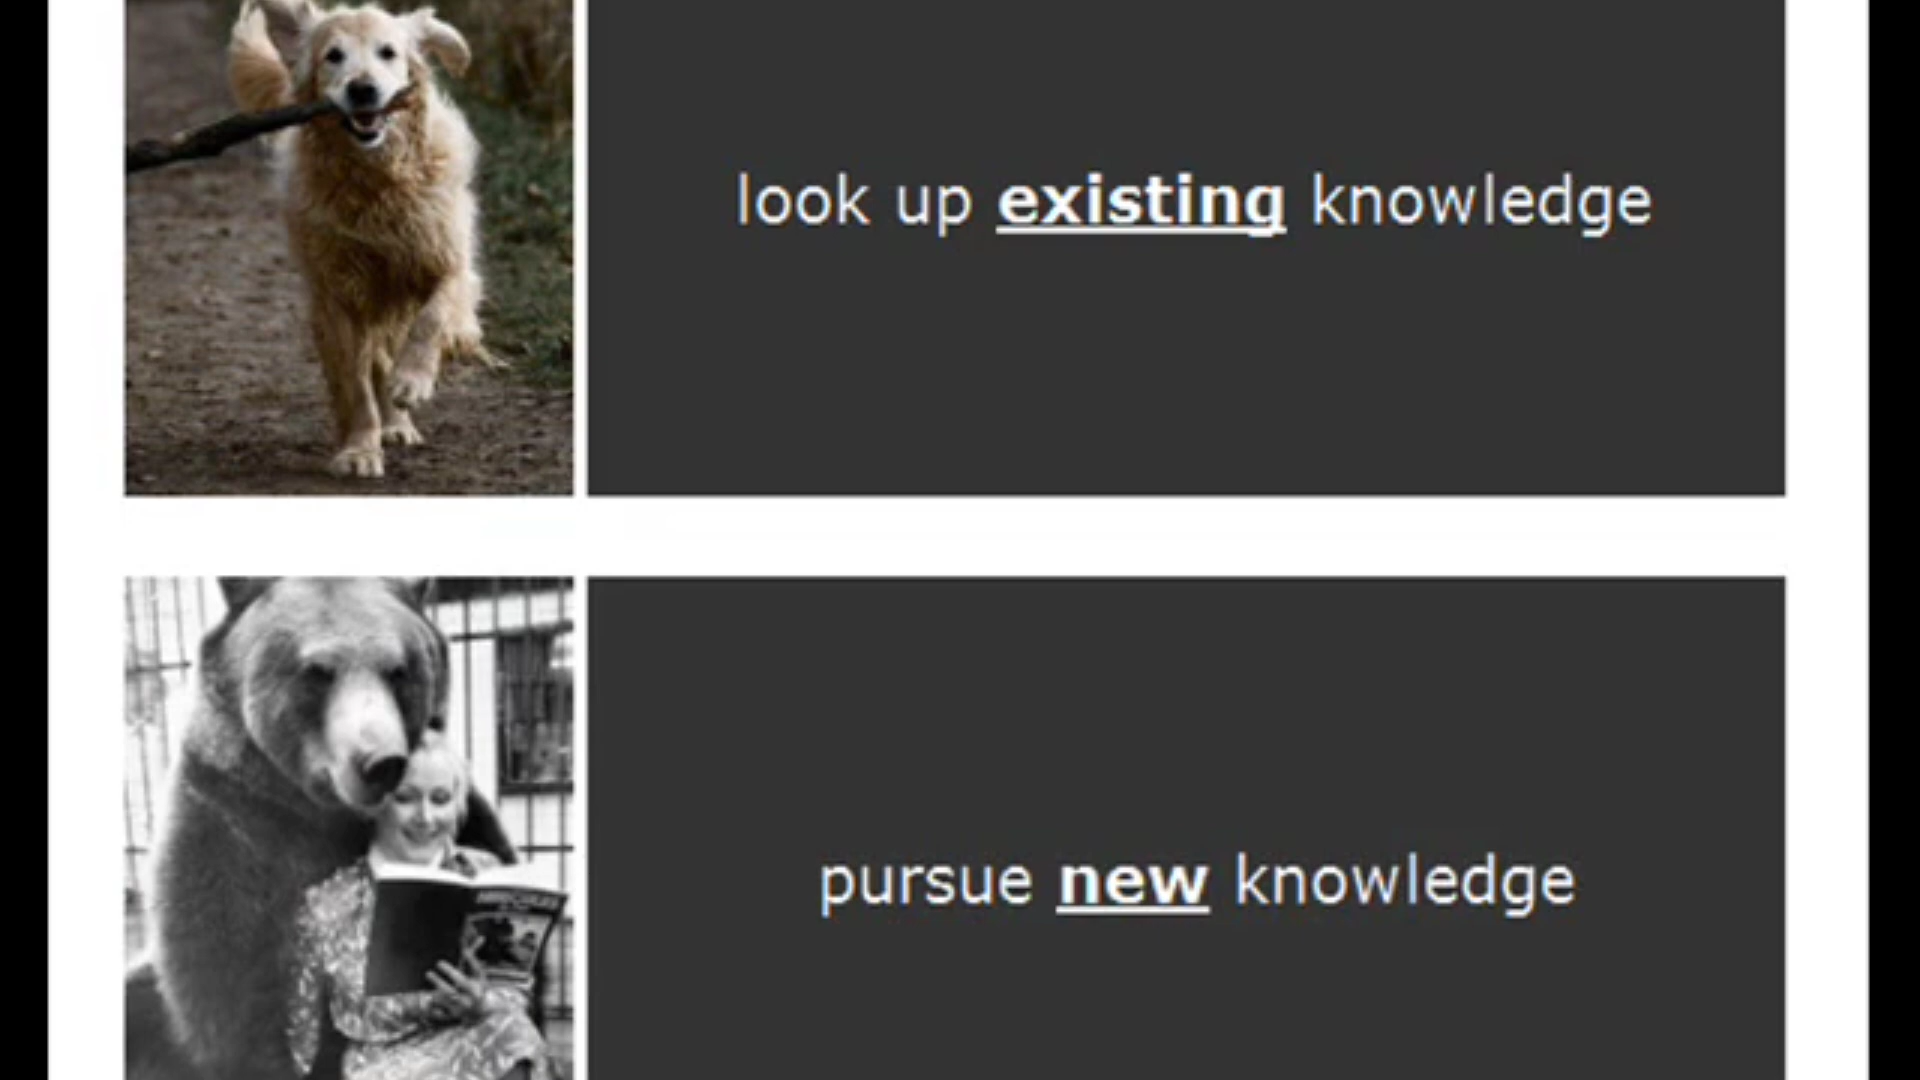 look up existing knowledge
pursue new knowledge